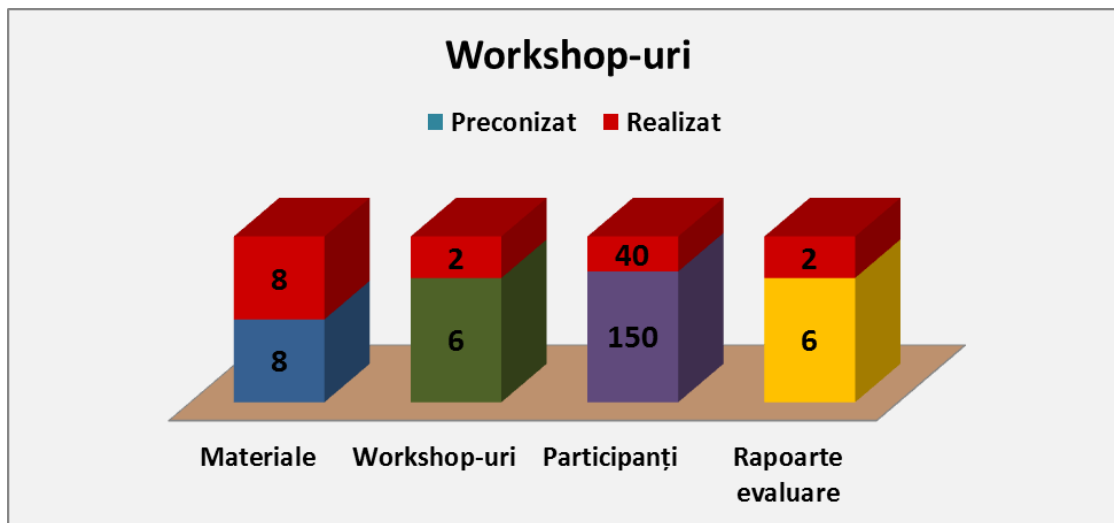 Workshop-uri
Preconizat Realizat
8 2 40 2
8 6 150 6
Materiale Workshop-uri Participanți Rapoarte
evaluare